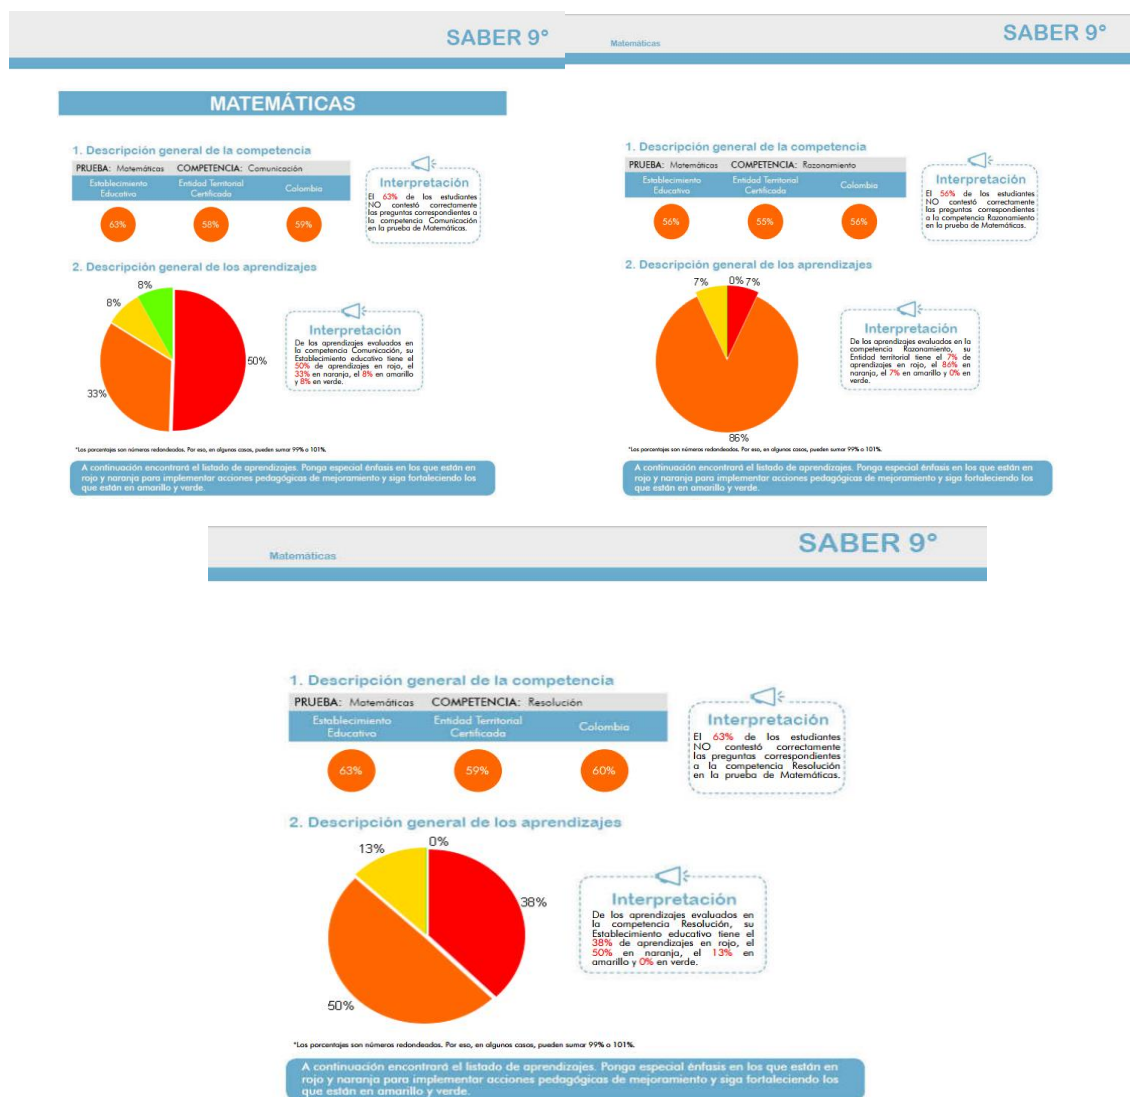 SABER 9°
MATEMÁTICAS
1. Descripción general de la competencia
PRUEBA: Matemáticas COMPETENCIA: Comunicación
Establecimiento Educativo
Entidad Territorial Certificada
Colombia
63%
58%
59%
Interpretación
El 63% de los estudiantes
NO contestó correctamente
las preguntas correspondientes a
la competencia Comunicación
en la prueba de Matemáticas.
2. Descripción general de los aprendizajes
8%
8%
50%
33%
Interpretación
De los aprendizajes evaluados en
la competencia Comunicación, su
Establecimiento educativo tiene el
50% de aprendizajes en rojo, el
33% en naranja, el 8% en amarillo
y 8% en verde.
*Los porcentajes son números redondeados. Por eso, en algunos casos, pueden sumar 99% o 101%.
A continuación encontrará el listado de aprendizajes. Ponga especial énfasis en los que están en
rojo y naranja para implementar acciones pedagógicas de mejoramiento y siga fortaleciendo los
que están en amarillo y verde.
Matemáticas
SABER 9°
1. Descripción general de la competencia
PRUEBA: Matemáticas COMPETENCIA: Razonamiento
Establecimiento Educativo
Entidad Territorial Certificada
Colombia
56%
55%
56%
Interpretación
El 56% de los estudiantes
NO contestó correctamente
las preguntas correspondientes
a la competencia Razonamiento
en la prueba de Matemáticas.
2. Descripción general de los aprendizajes
7%
0%
7%
86%
Interpretación
De los aprendizajes evaluados en la
competencia Razonamiento, su
Entidad territorial tiene el 7% de
aprendizajes en rojo, el 86% en
naranja, el 7% en amarillo y 0% en
verde.
*Los porcentajes son números redondeados. Por eso, en algunos casos, pueden sumar 99% o 101%.
A continuación encontrará el listado de aprendizajes. Ponga especial énfasis en los que están en
rojo y naranja para implementar acciones pedagógicas de mejoramiento y siga fortaleciendo los
que están en amarillo y verde.
Matemáticas
SABER 9°
1. Descripción general de la competencia
PRUEBA: Matemáticas COMPETENCIA: Resolución
Establecimiento Educativo
Entidad Territorial Certificada
Colombia
63%
59%
60%
Interpretación
El 63% de los estudiantes
NO contestó correctamente
las preguntas correspondientes
a la competencia Resolución
en la prueba de Matemáticas.
2. Descripción general de los aprendizajes
13%
0%
38%
50%
Interpretación
De los aprendizajes evaluados en
la competencia Resolución, su
Establecimiento educativo tiene el
38% de aprendizajes en rojo, el
50% en naranja, el 13% en
amarillo y 0% en verde.
*Los porcentajes son números redondeados. Por eso, en algunos casos, pueden sumar 99% o 101%.
A continuación encontrará el listado de aprendizajes. Ponga especial énfasis en los que están en
rojo y naranja para implementar acciones pedagógicas de mejoramiento y siga fortaleciendo los
que están en amarillo y verde.